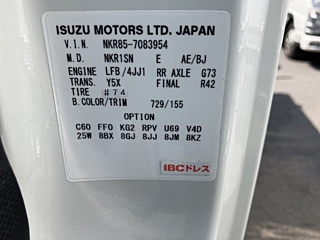 ISUZU MOTORS LTD. JAPAN
V.I.N. NKR85-7083954
M.D. NKR1SN E AE/BJ
ENGINE LFB/4JJ1 RR AXLE G73
TRANS. Y5X FINAL R42
TIRE #74
B.COLOR/TRIM 729/155
OPTION
C60 FF0 KG2 RPV U69 V4D
25W 8BX 8GJ 8JJ 8JM 8KZ
IBCドレス